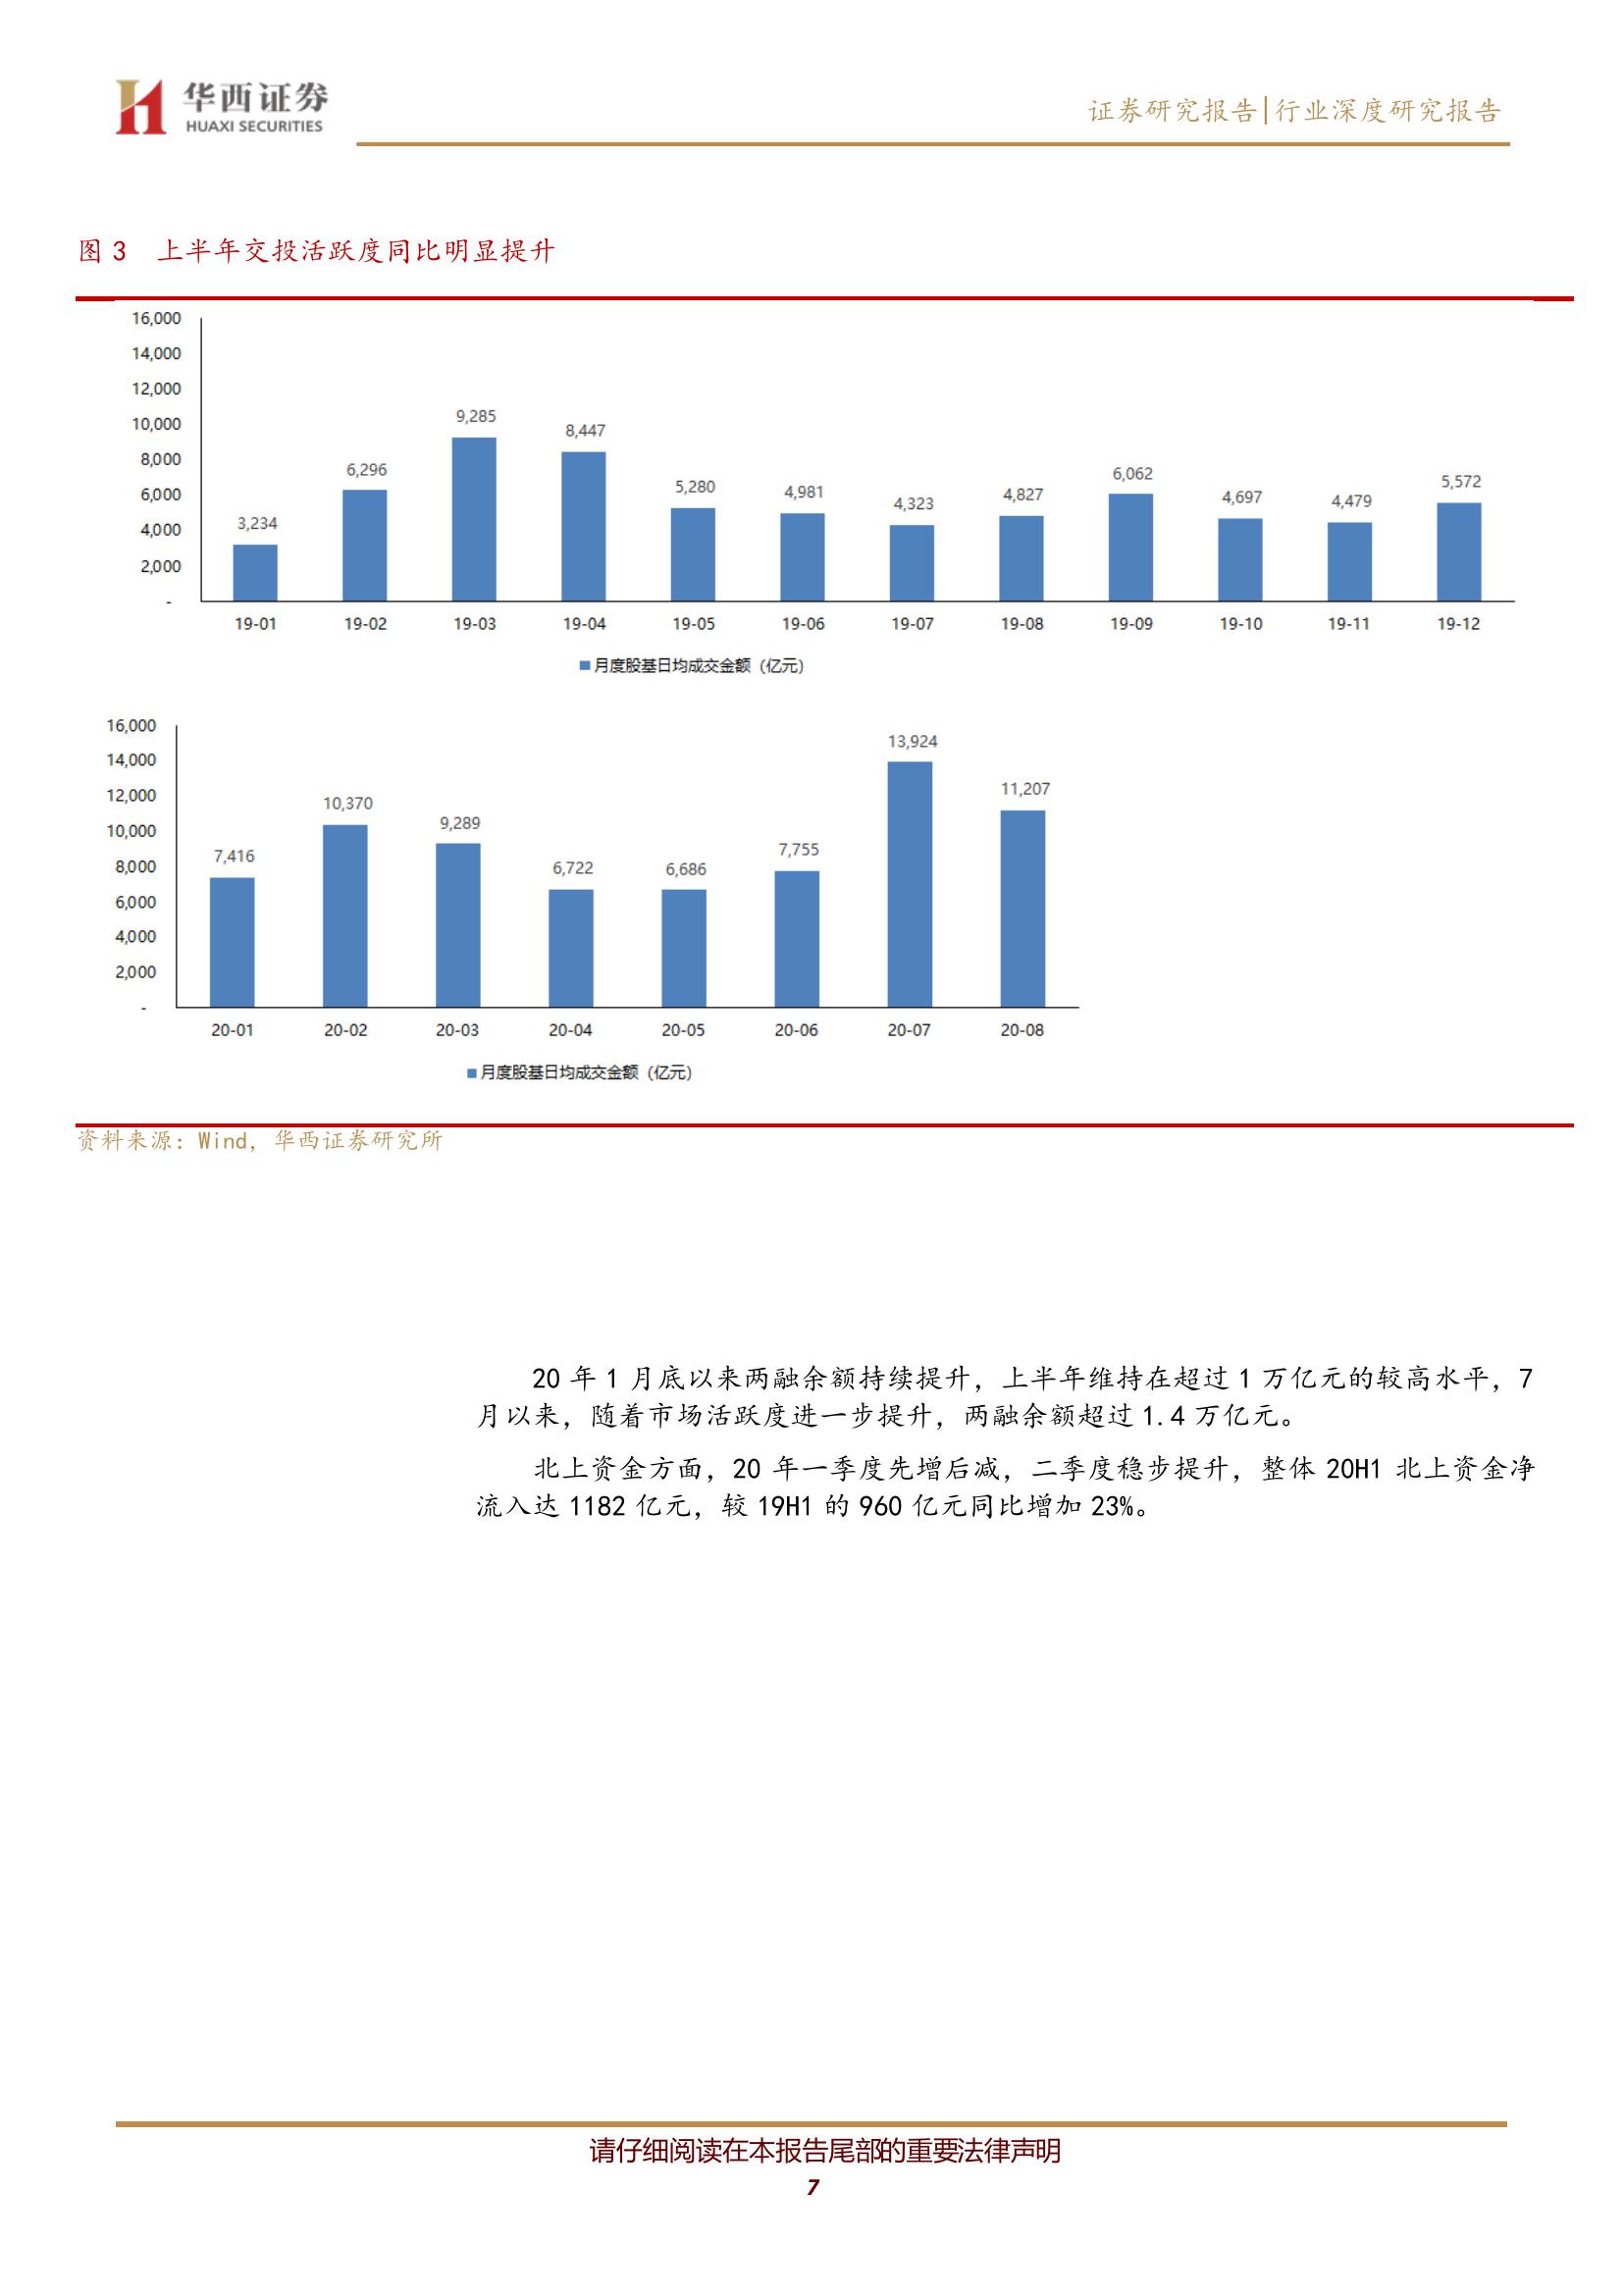 华西证券
HUAXI SECURITIES
证券研究报告|行业深度研究报告
图 3 上半年交投活跃度同比明显提升
16,000
14,000
12,000
10,000
8,000
6,000
4,000
2,000
-
3,234
6,296
9,285
8,447
5,280
4,981
4,323
4,827
6,062
4,697
4,479
5,572
19-01 19-02 19-03 19-04 19-05 19-06 19-07 19-08 19-09 19-10 19-11 19-12
月度股基日均成交金额（亿元）
16,000
14,000
12,000
10,000
8,000
6,000
4,000
2,000
-
7,416
10,370
9,289
6,722
6,686
7,755
13,924
11,207
20-01 20-02 20-03 20-04 20-05 20-06 20-07 20-08
月度股基日均成交金额（亿元）
资料来源：Wind，华西证券研究所
20 年 1 月底以来两融余额持续提升，上半年维持在超过 1 万亿元的较高水平，7
月以来，随着市场活跃度进一步提升，两融余额超过 1.4 万亿元。
北上资金方面，20 年一季度先增后减，二季度稳步提升，整体 20H1 北上资金净
流入达 1182 亿元，较 19H1 的 960 亿元同比增加 23%。
请仔细阅读在本报告尾部的重要法律声明
7